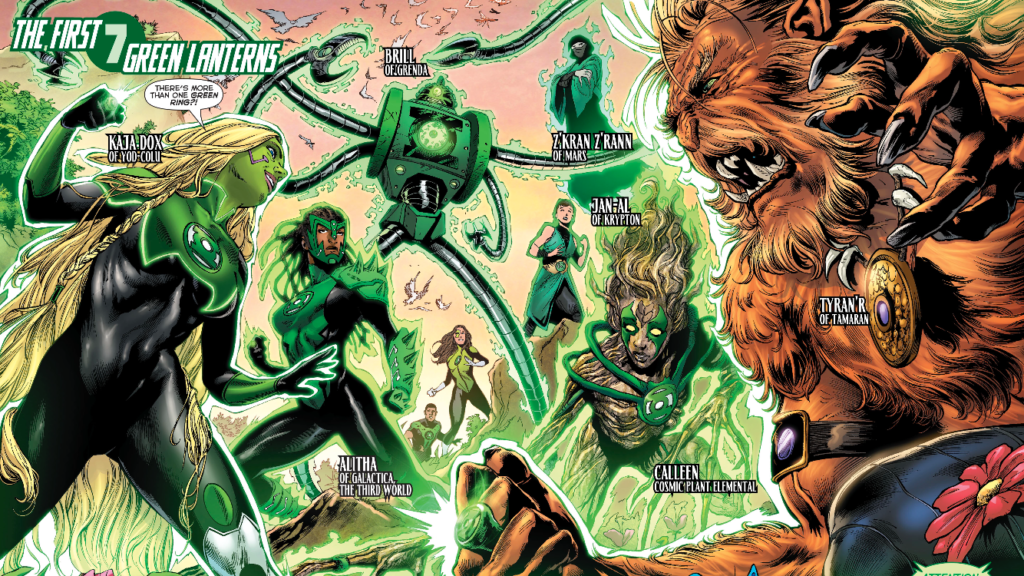 THE FIRST 7
GREEN LANTERNS
THERE'S MORE
THAN ONE GREEN
RING?!
KAJA DOX
OF YOD-COLU
BRILL
OF GRENDA
Z'KRAN Z'RANN
OF MARS
JAN-AL
OF KRYPTON
TYRAN'R
OF TAMARAN
ALITHA
OF GALACTICA,
THE THIRD WORLD
CALLEEN
COSMIC PLANT ELEMENTAL
ATTENTION